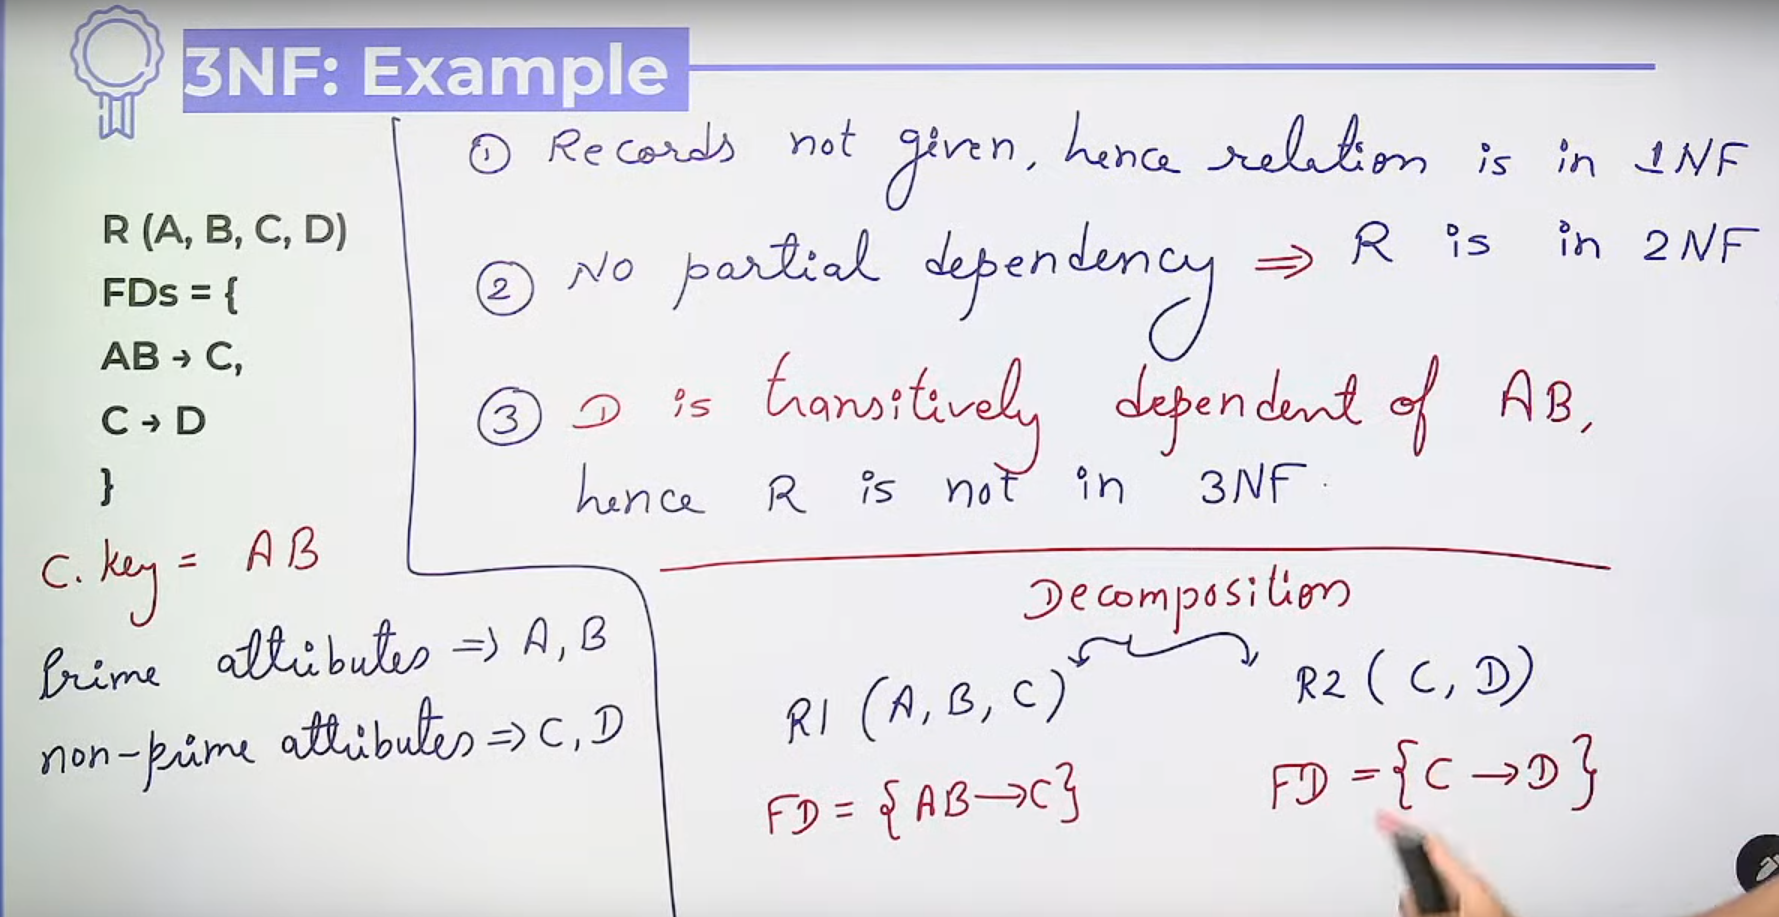 3NF: Example
R (A, B, C, D)
FDs = {
AB → C,
C → D
}
C. key = AB
Prime attributes => A, B
non-prime attributes => C, D
① Records not given, hence relation is in 1NF
② No partial dependency => R is in 2NF
③ D is transitively dependent of AB,
hence R is not in 3NF.
Decomposition
R1 (A, B, C)
FD = {AB→C}
R2 (C, D)
FD = {C→D}